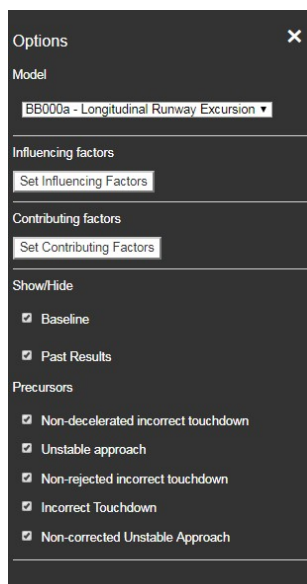 Options
Model
BB000a - Longitudinal Runway Excursion
Influencing factors
Set Influencing Factors
Contributing factors
Set Contributing Factors
Show/Hide
Baseline
Past Results
Precursors
Non-decelerated incorrect touchdown
Unstable approach
Non-rejected incorrect touchdown
Incorrect Touchdown
Non-corrected Unstable Approach